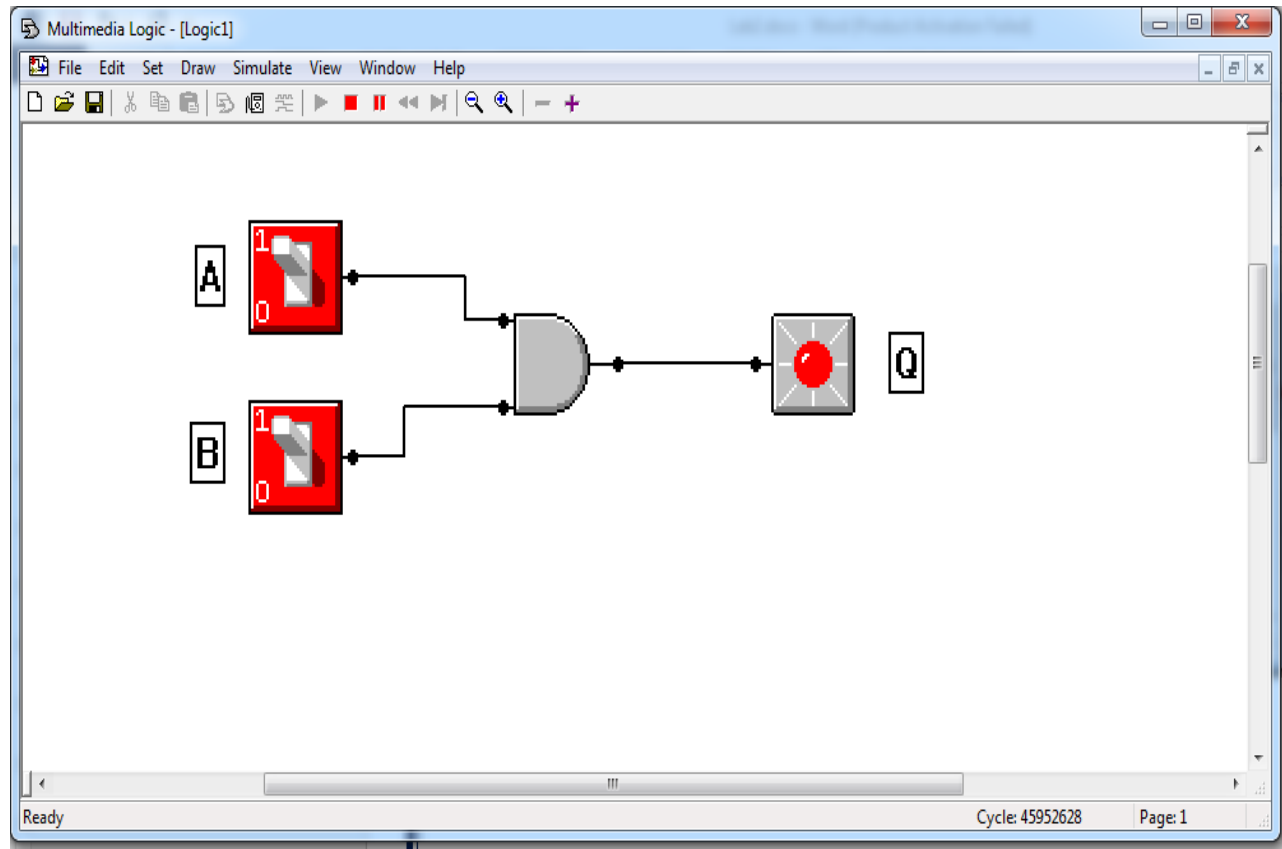 Multimedia Logic - [Logic1]
File Edit Set Draw Simulate View Window Help
A
1
0
B
1
0
Q
Ready
Cycle: 45952628
Page: 1